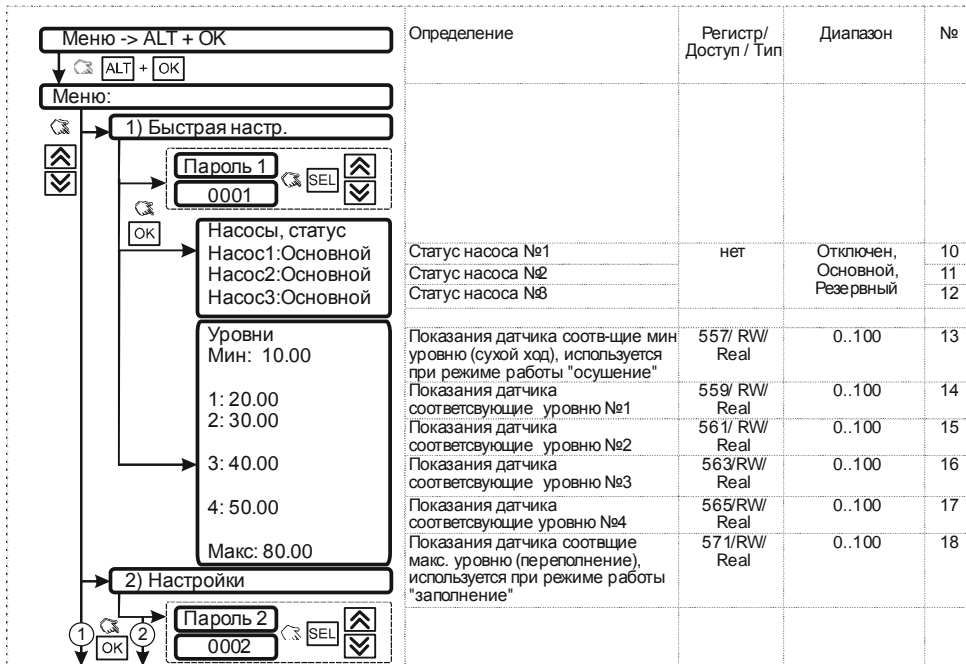 Меню -> ALT + OK
Определение
Регистр/
Доступ / Тип
Диапазон
№
ALT + OK
Меню:
1) Быстрая настр.
Пароль 1
SEL
0001
OK
Насосы, статус
Насос1:Основной
Насос2:Основной
Насос3:Основной
Статус насоса №1
нет
Отключен,
Основной,
Резервный
10
Статус насоса №2
11
Статус насоса №3
12
Уровни
Мин: 10.00
1: 20.00
2: 30.00
3: 40.00
4: 50.00
Макс: 80.00
Показания датчика соотв-щие мин
уровню (сухой ход), используется
при режиме работы "осушение"
557/ RW/
Real
0..100
13
Показания датчика
соответсвующие уровню №1
559/ RW/
Real
0..100
14
Показания датчика
соответсвующие уровню №2
561/ RW/
Real
0..100
15
Показания датчика
соответсвующие уровню №3
563/RW/
Real
0..100
16
Показания датчика
соответсвующие уровню №4
565/RW/
Real
0..100
17
Показания датчика соотвщие
макс. уровню (переполнение),
используется при режиме работы
"заполнение"
571/RW/
Real
0..100
18
2) Настройки
Пароль 2
SEL
0002
1
OK
2